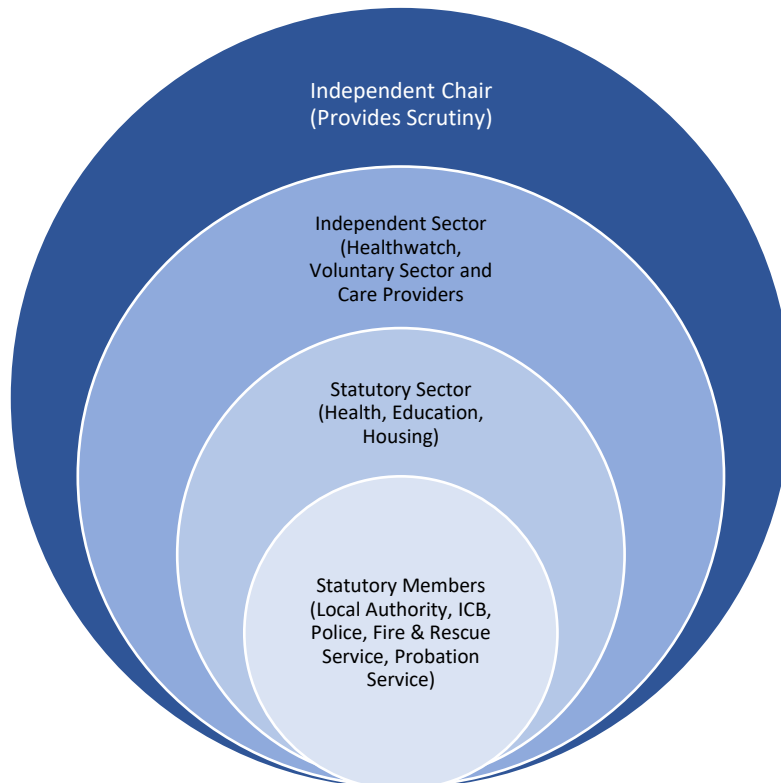 Independent Chair
(Provides Scrutiny)
Independent Sector
(Healthwatch,
Voluntary Sector and
Care Providers
Statutory Sector
(Health, Education,
Housing)
Statutory Members
(Local Authority, ICB,
Police, Fire & Rescue
Service, Probation
Service)